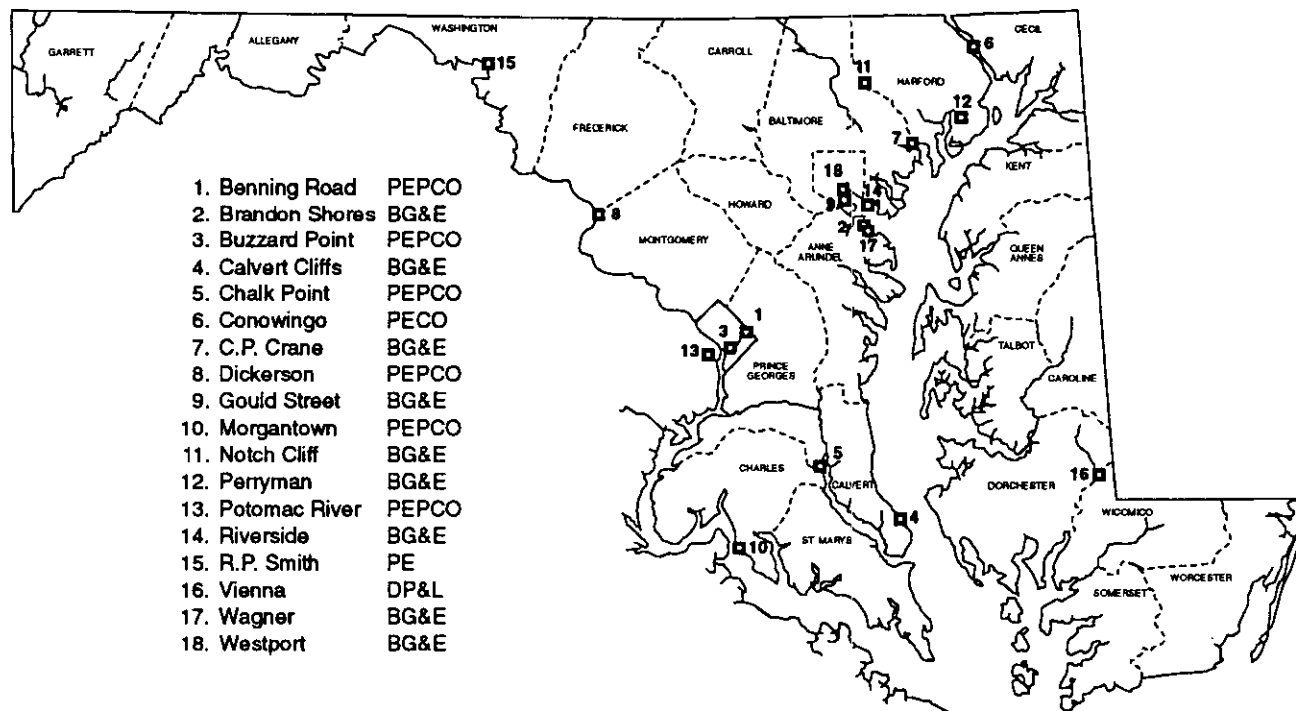 WASHINGTON
CECIL
ALLEGANY
GARRETT
CARROLL
6
15
11
HARFORD
12
FREDERICK
BALTIMORE
7
KENT
18
14
9
8
HOWARD
2
17
MONTGOMERY
ANNE
ARUNDEL
QUEEN
ANNES
1. Benning Road PEPCO
2. Brandon Shores BG&E
3. Buzzard Point PEPCO
4. Calvert Cliffs BG&E
5. Chalk Point PEPCO
6. Conowingo PECO
7. C.P. Crane BG&E
8. Dickerson PEPCO
9. Gould Street BG&E
10. Morgantown PEPCO
11. Notch Cliff BG&E
12. Perryman BG&E
13. Potomac River PEPCO
14. Riverside BG&E
15. R.P. Smith PE
16. Vienna DP&L
17. Wagner BG&E
18. Westport BG&E
1
3
13
TALBOT
PRINCE
GEORGES
CAROLINE
5
CHARLES
16
CALVERT
DORCHESTER
4
WICOMICO
ST MARYS
10
WORCESTER
SOMERSET